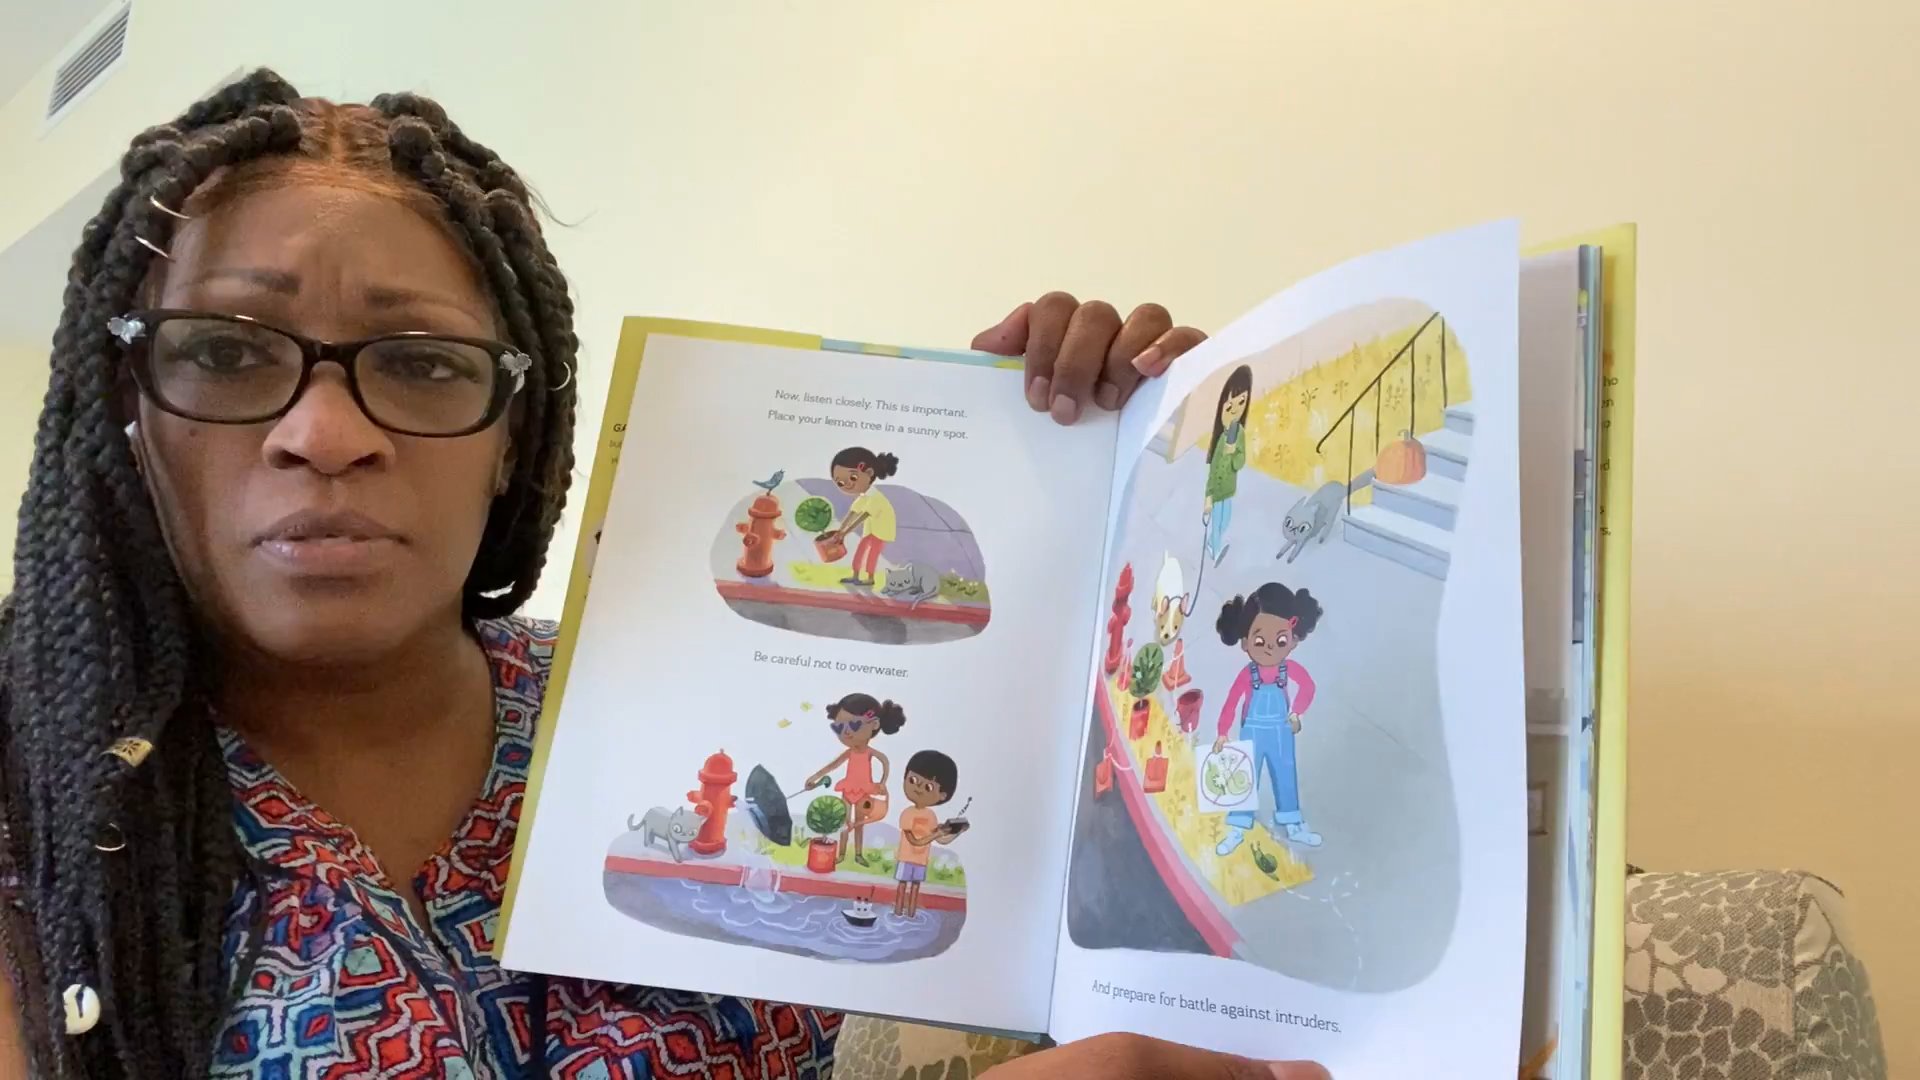 Now, listen closely. This is important.
Place your lemon tree in a sunny spot.
Be careful not to overwater.
And prepare for battle against intruders.